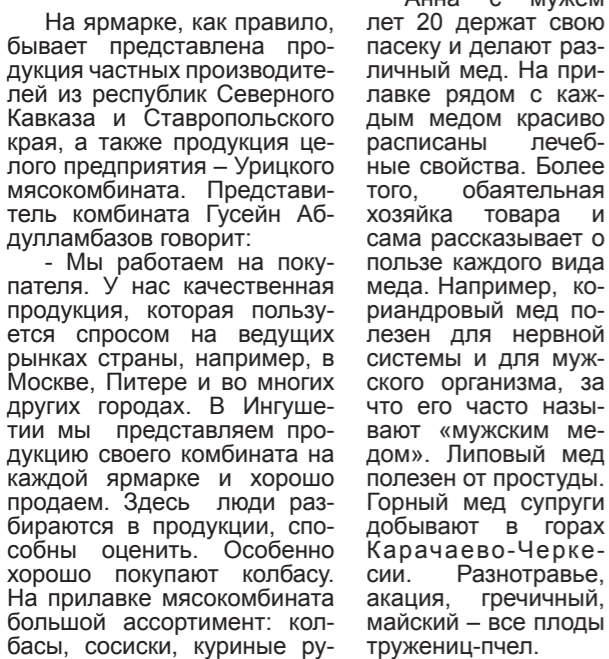 На ярмарке, как правило,
бывает представлена про-
дукция частных производите-
лей из республик Северного
Кавказа и Ставропольского
края, а также продукция це-
лого предприятия – Урицкого
мясокомбината. Представи-
тель комбината Гусейн Аб-
дулламбазов говорит:
- Мы работаем на поку-
пателя. У нас качественная
продукция, которая пользу-
ется спросом на ведущих
рынках страны, например, в
Москве, Питере и во многих
других городах. В Ингуше-
тии мы представляем про-
дукцию своего комбината на
каждой ярмарке и хорошо
продаем. Здесь люди раз-
бираются в продукции, спо-
собны оценить. Особенно
хорошо покупают колбасу.
На прилавке мясокомбината
большой ассортимент: кол-
басы, сосиски, куриные ру-
Анна с мужем
лет 20 держат свою
пасеку и делают раз-
личный мед. На при-
лавке рядом с каж-
дым медом красиво
расписаны лечеб-
ные свойства. Более
того, обаятельная
хозяйка товара и
сама рассказывает о
пользе каждого вида
меда. Например, ко-
риандровый мед по-
лезен для нервной
системы и для муж-
ского организма, за
что его часто назы-
вают «мужским ме-
дом». Липовый мед
полезен от простуды.
Горный мед супруги
добывают в горах
Карачаево-Черке-
сии. Разнотравье,
акация, гречичный,
майский – все плоды
тружениц-пчел.